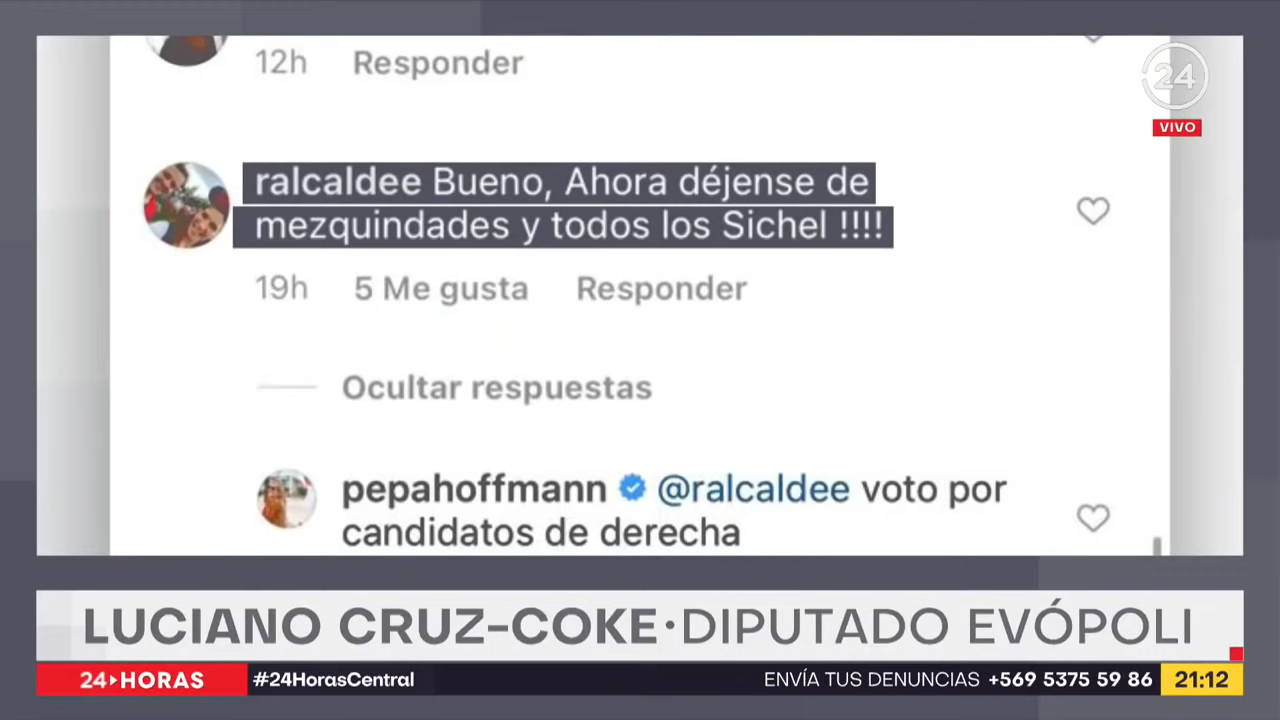 12h Responder
24
VIVO
ralcaldee Bueno, Ahora déjense de
mezquindades y todos los Sichel !!!!
19h 5 Me gusta Responder
Ocultar respuestas
pepahoffmann @ralcaldee voto por
candidatos de derecha
LUCIANO CRUZ-COKE·DIPUTADO EVÓPOLI
24 HORAS #24HorasCentral ENVÍA TUS DENUNCIAS +569 5375 59 86 21:12